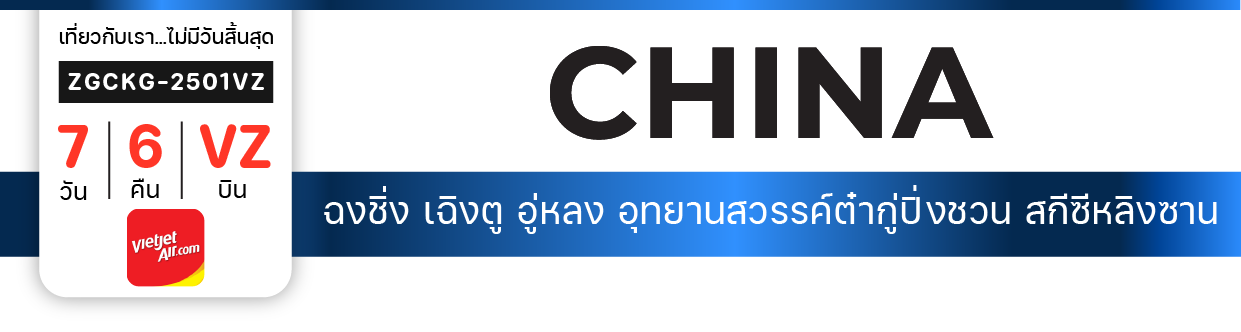 เที่ยวกับเรา...ไม่มีวันสิ้นสุด
ZGCKG-2501VZ
7 6 VZ
วัน คืน บิน
vietjet
Air.com
CHINA
ฉงชิ่ง เฉิงตู อู่หลง อุทยานสวรรค์ต๋ากู่ปิ่งชวน สกีซีหลิงซาน